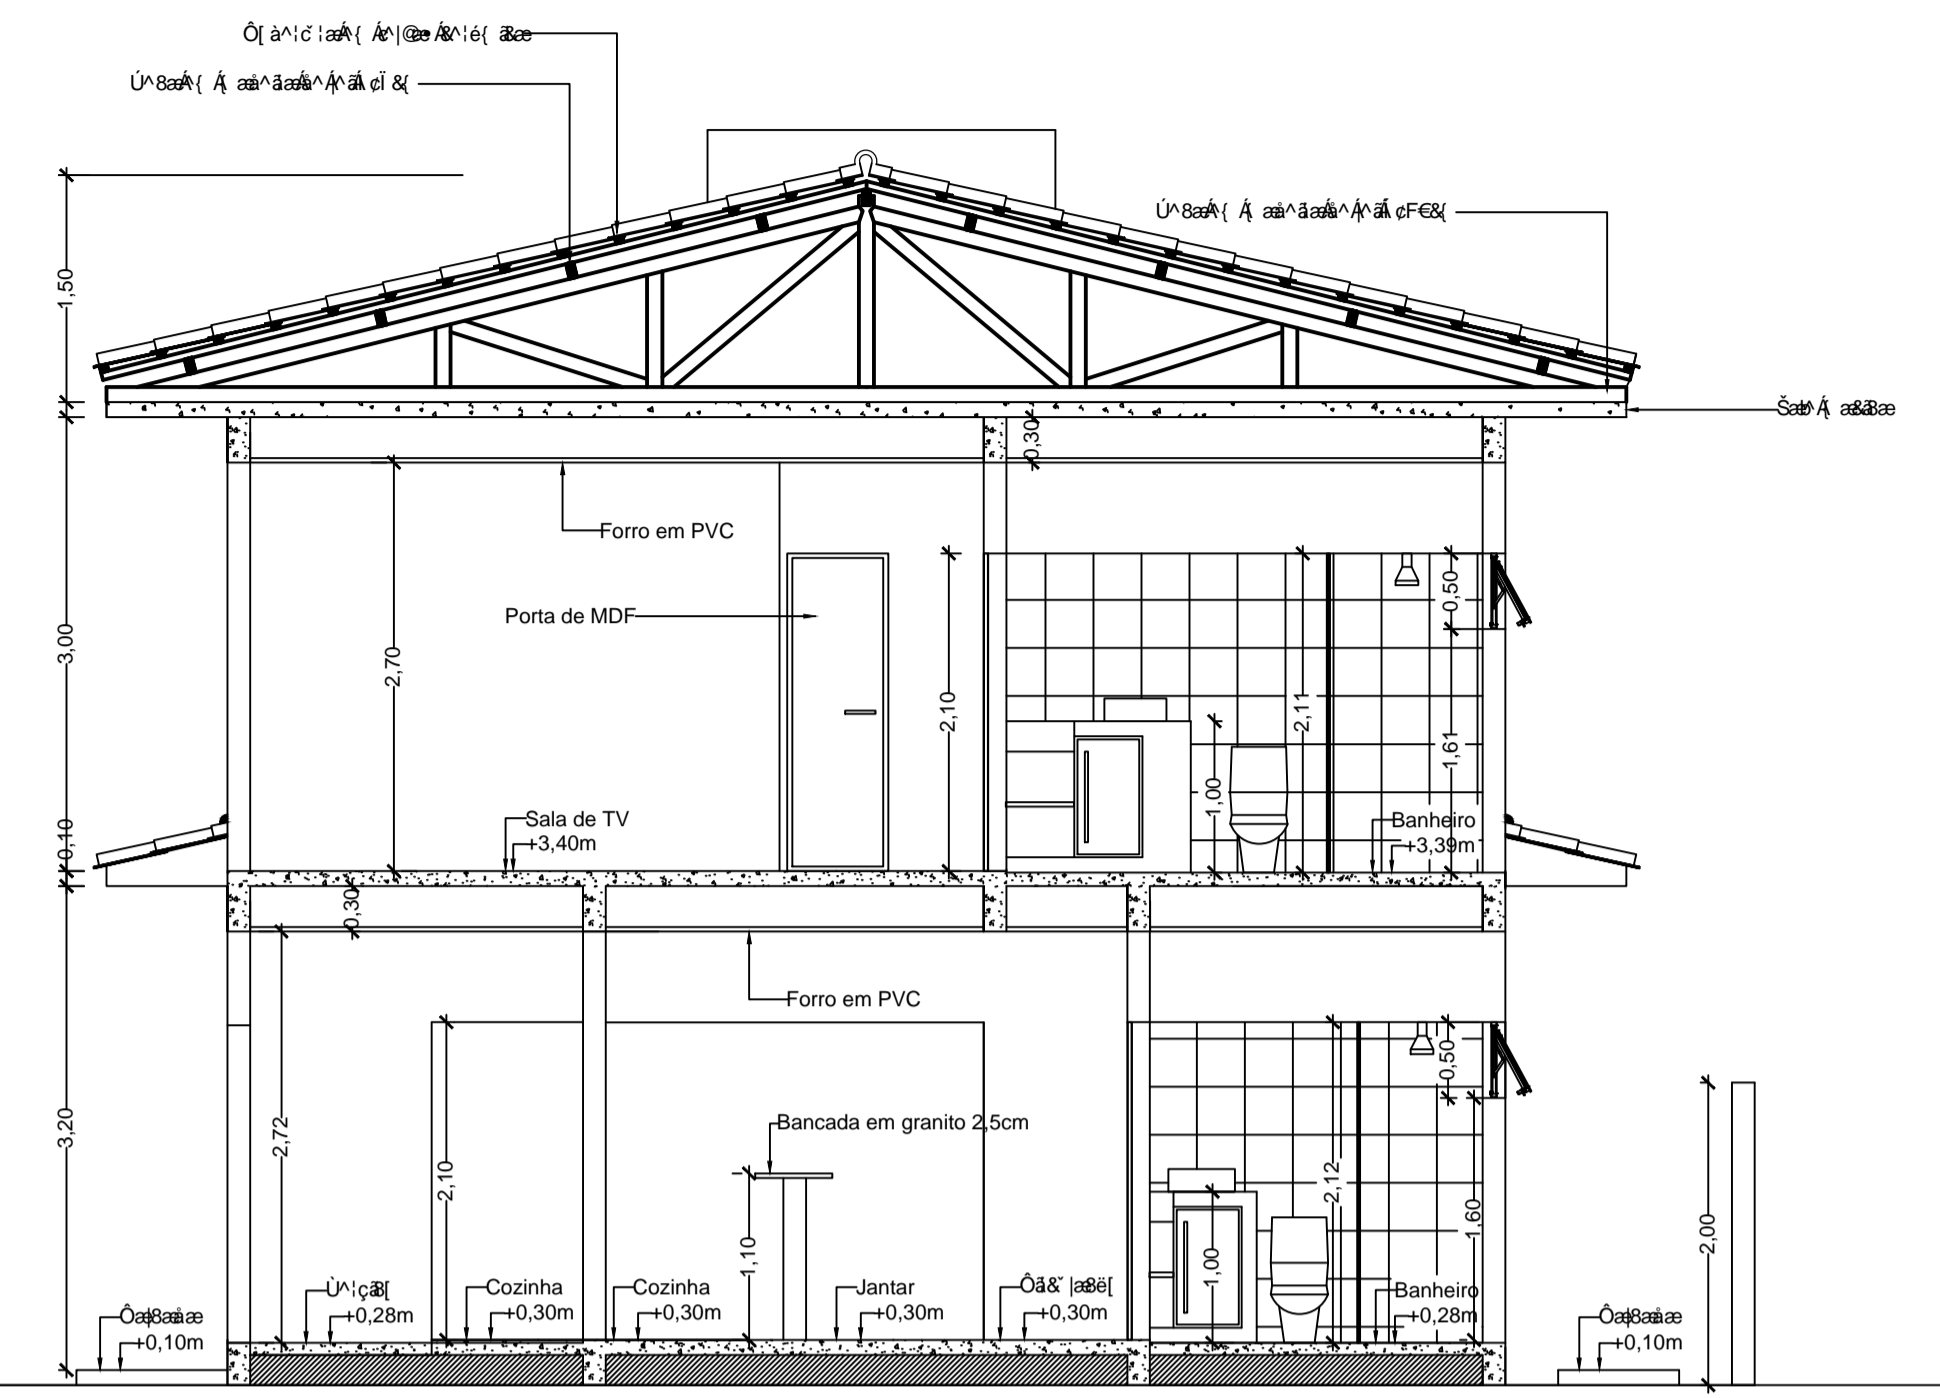 1,50
Forro em PVC
0,30
Porta de MDF
3,00
2,70
2,10
2,11
0,50
1,61
1,00
Sala de TV
+3,40m
Banheiro
+3,39m
0,10
0,30
Forro em PVC
3,20
2,72
2,10
Bancada em granito 2,5cm
1,10
0,50
2,12
1,60
1,00
2,00
+0,28m
Cozinha
+0,30m
Cozinha
+0,30m
Jantar
+0,30m
+0,30m
Banheiro
+0,28m
+0,10m
+0,10m